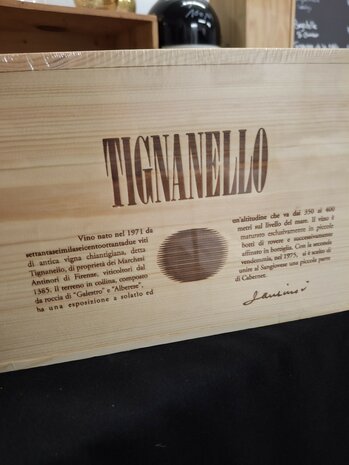 TIGNANELLO
Vino nato nel 1971 da
settantaseimilaseicentoottantadue viti
di antica vigna chiantigiana, detta
Tignanello, di proprietà dei Marchesi
Antinori di Firenze, viticoltori dal
1385. Il terreno in collina, composto
da roccia di "Galestro" e "Alberese",
ha una esposizione a solatio ed
un'altitudine che va dai 350 ai 400
metri sul livello del mare. Il vino è
maturato esclusivamente in piccole
botti di rovere e successivamente
affinato in bottiglia. Con la seconda
vendemmia, nel 1975, si è scelto di
unire al Sangiovese una piccola parte
di Cabernet.